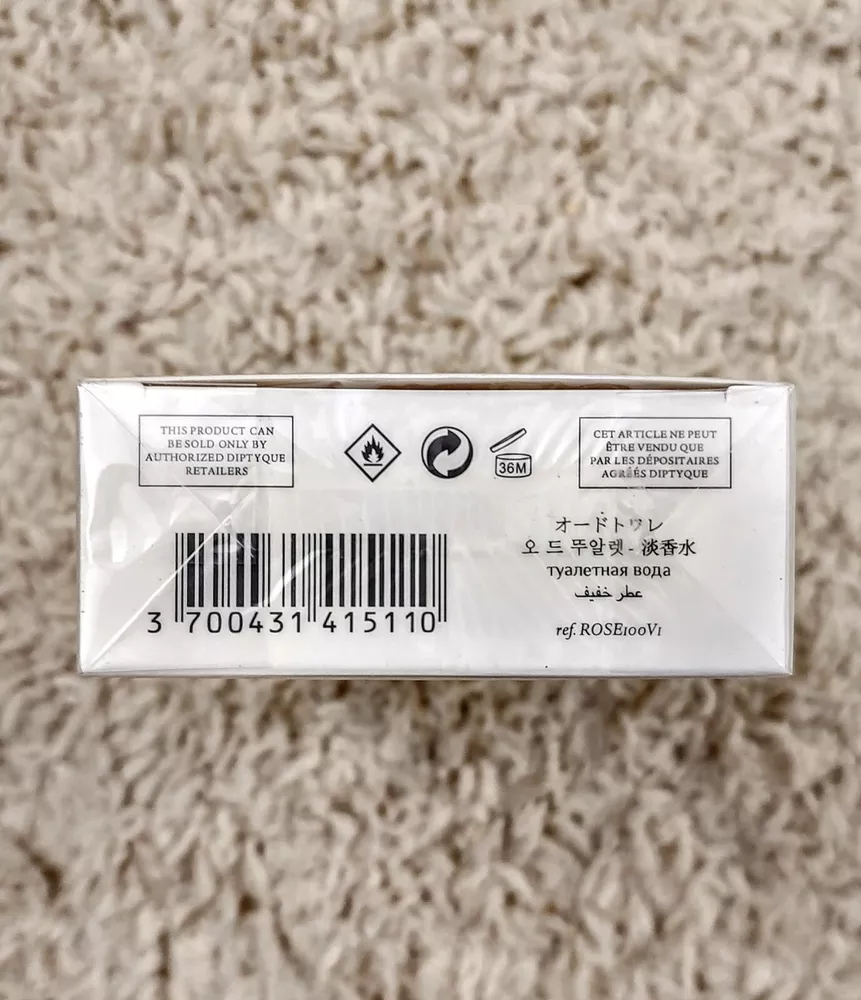 THIS PRODUCT CAN
BE SOLD ONLY BY
AUTHORIZED DIPTYQUE
RETAILERS
36M
CET ARTICLE NE PEUT
ÊTRE VENDU QUE
PAR LES DÉPOSITAIRES
AGRÉÉS DIPTYQUE
オードトワレ
오 드 뚜알렛 - 淡香水
туалетная вода
عطر خفيف
3 700431 415110
ref. ROSE100V1